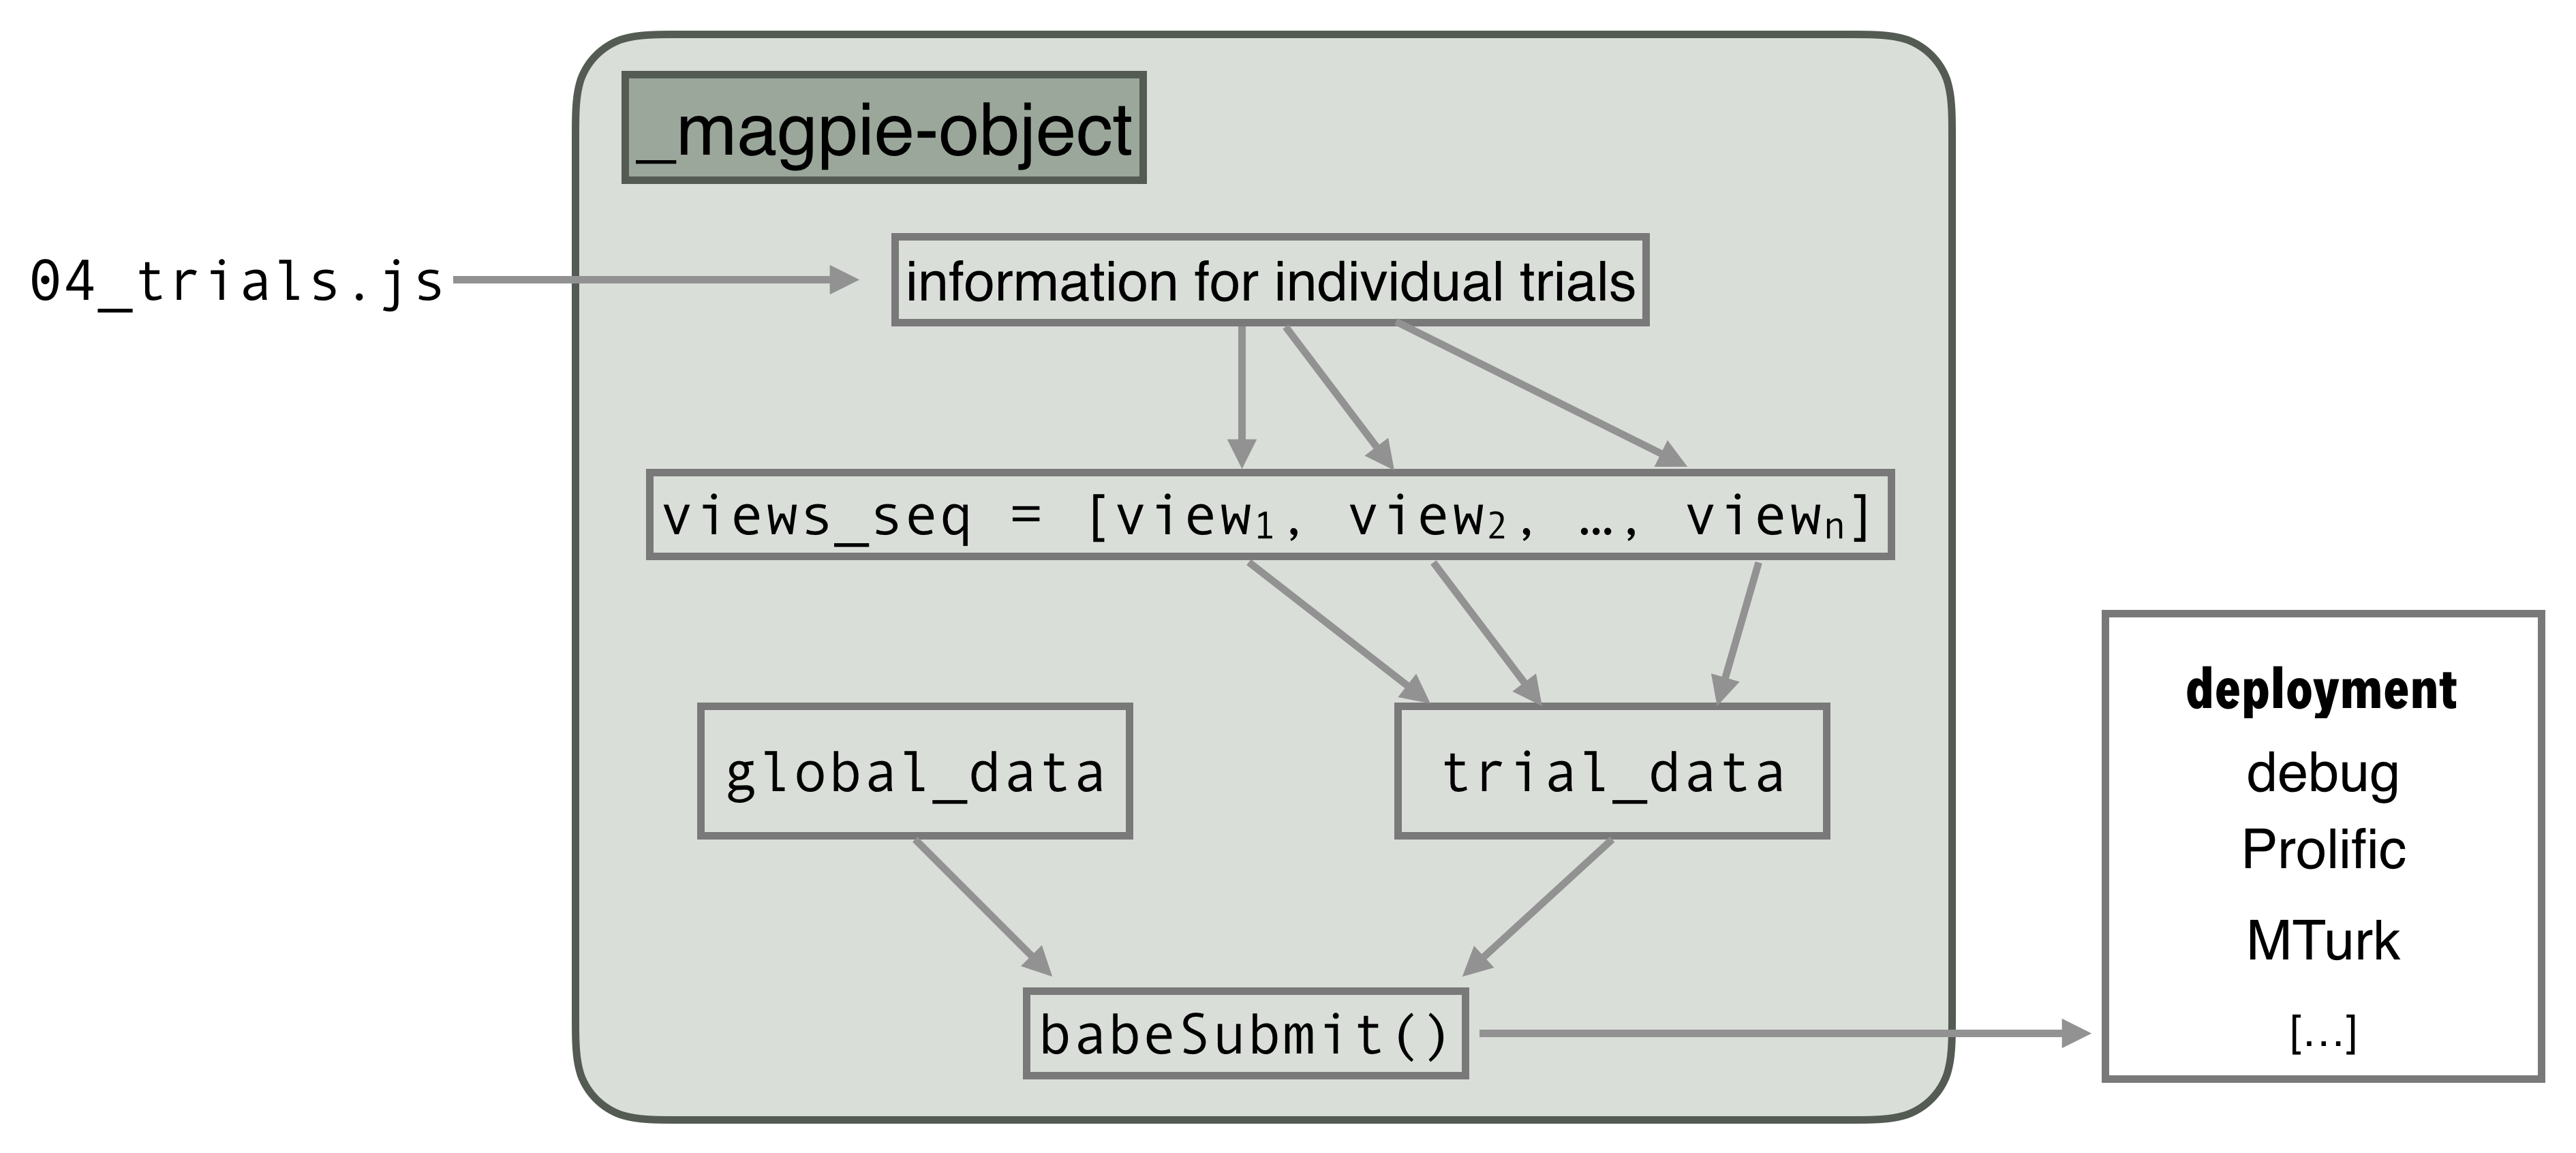 _magpie-object
04_trials.js
information for individual trials
views_seq = [view₁, view₂, …, viewₙ]
global_data
trial_data
babeSubmit()
deployment
debug
Prolific
MTurk
[...]